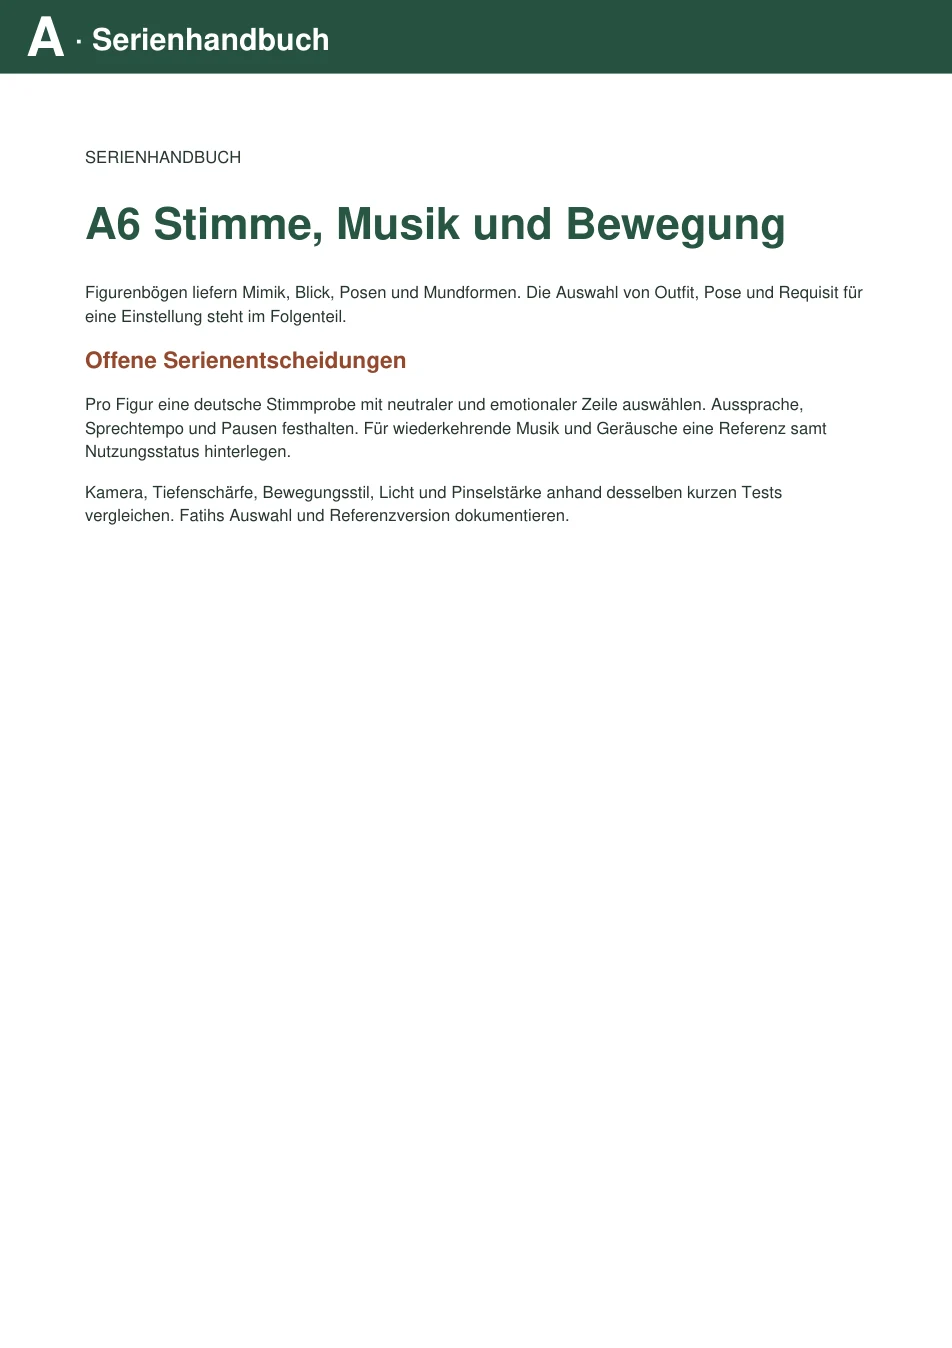 A · Serienhandbuch
SERIENHANDBUCH
A6 Stimme, Musik und Bewegung
Figurenbögen liefern Mimik, Blick, Posen und Mundformen. Die Auswahl von Outfit, Pose und Requisit für
eine Einstellung steht im Folgenteil.
Offene Serienentscheidungen
Pro Figur eine deutsche Stimmprobe mit neutraler und emotionaler Zeile auswählen. Aussprache,
Sprechtempo und Pausen festhalten. Für wiederkehrende Musik und Geräusche eine Referenz samt
Nutzungsstatus hinterlegen.
Kamera, Tiefenschärfe, Bewegungsstil, Licht und Pinselstärke anhand desselben kurzen Tests
vergleichen. Fatihs Auswahl und Referenzversion dokumentieren.